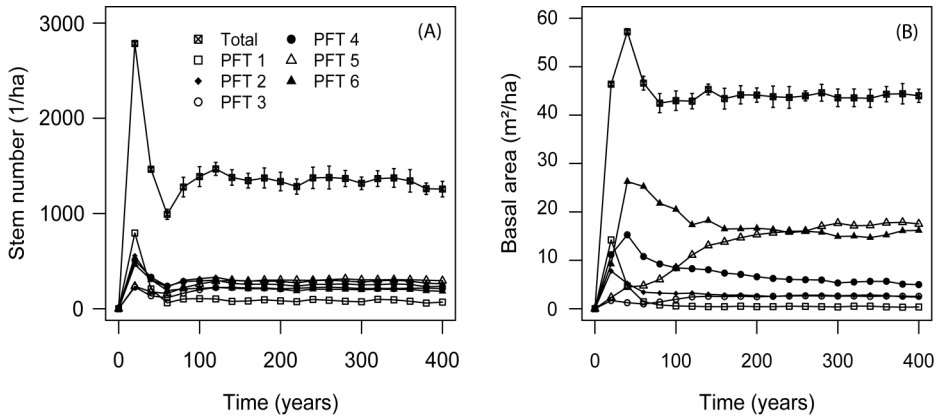 (A)
Total
PFT 1
PFT 2
PFT 3
PFT 4
PFT 5
PFT 6
Stem number (1/ha)
3000
2000
1000
0
0 100 200 300 400
Time (years)
(B)
Basal area (m²/ha)
60
50
40
30
20
10
0
0 100 200 300 400
Time (years)